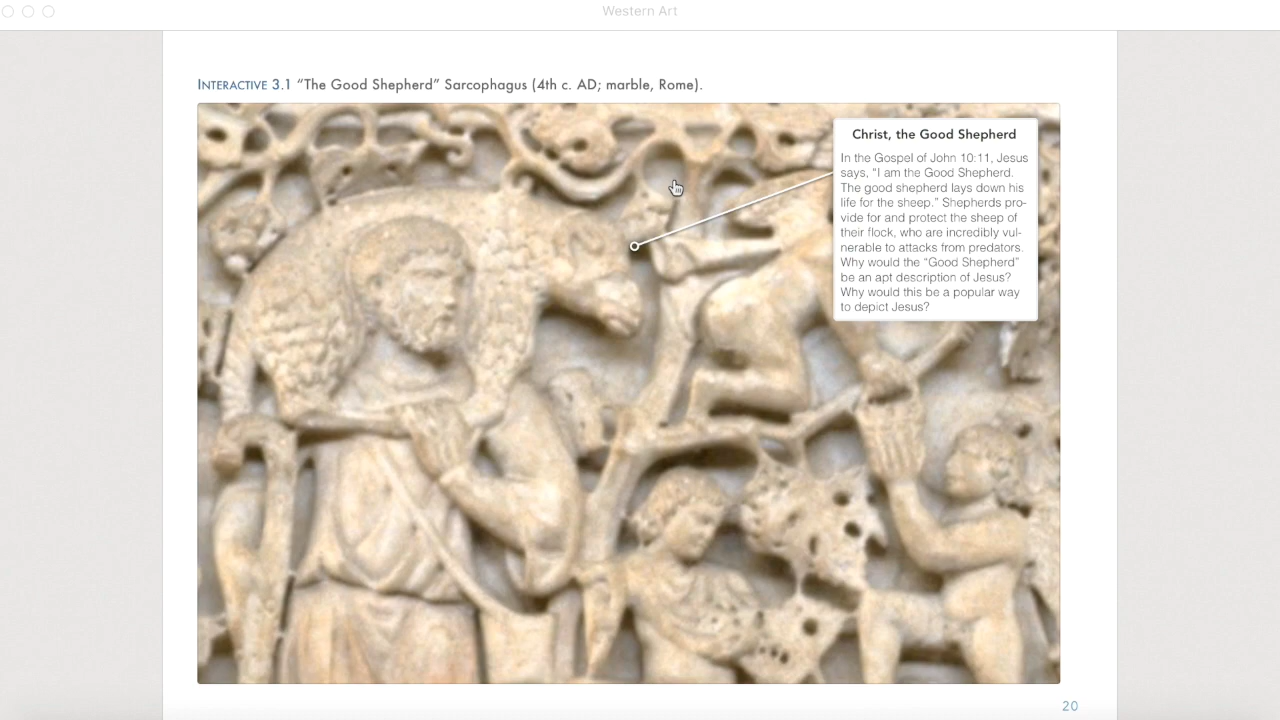 Western Art
INTERACTIVE 3.1 “The Good Shepherd” Sarcophagus (4th c. AD; marble, Rome).
Christ, the Good Shepherd
In the Gospel of John 10:11, Jesus
says, “I am the Good Shepherd.
The good shepherd lays down his
life for the sheep.” Shepherds pro-
vide for and protect the sheep of
their flock, who are incredibly vul-
nerable to attacks from predators.
Why would the “Good Shepherd”
be an apt description of Jesus?
Why would this be a popular way
to depict Jesus?
20